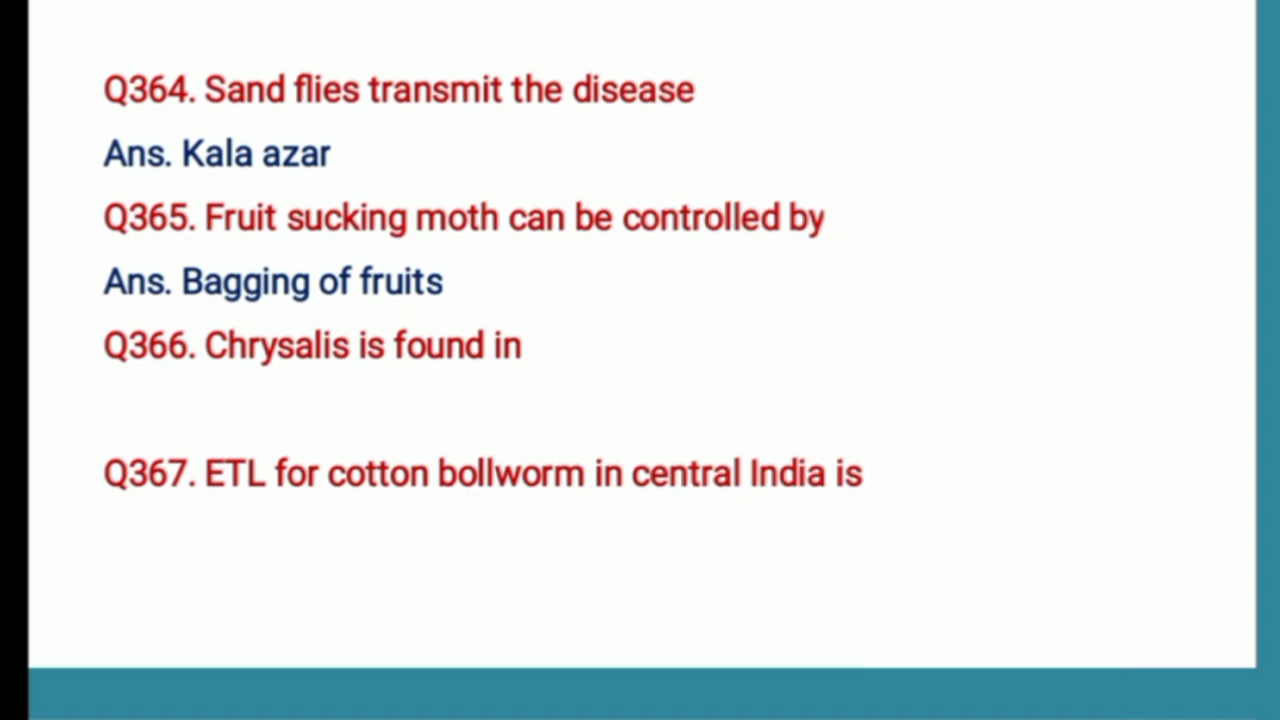 Q364. Sand flies transmit the disease
Ans. Kala azar
Q365. Fruit sucking moth can be controlled by
Ans. Bagging of fruits
Q366. Chrysalis is found in
Q367. ETL for cotton bollworm in central India is